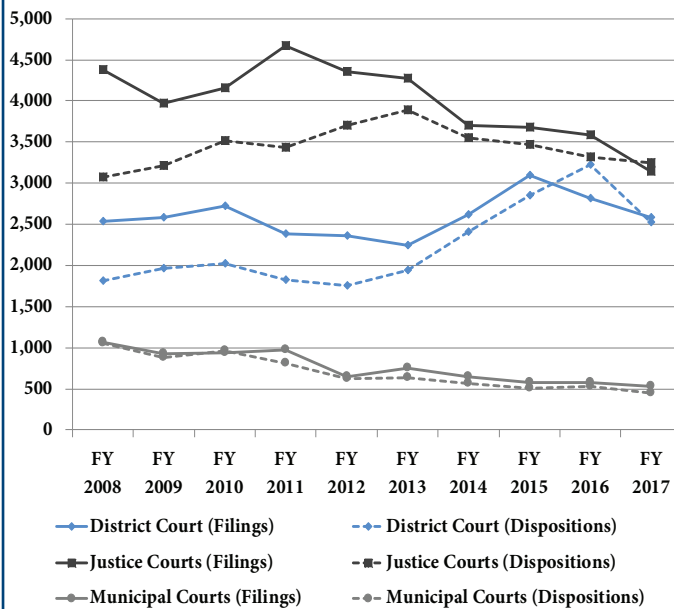 5,000
4,500
4,000
3,500
3,000
2,500
2,000
1,500
1,000
500
0
FY FY FY FY FY FY FY FY FY FY
2008 2009 2010 2011 2012 2013 2014 2015 2016 2017
District Court (Filings) District Court (Dispositions)
Justice Courts (Filings) Justice Courts (Dispositions)
Municipal Courts (Filings) Municipal Courts (Dispositions)